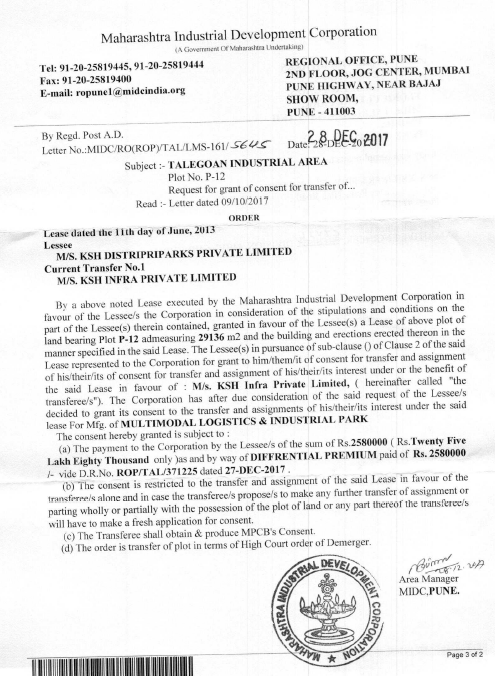 Maharashtra Industrial Development Corporation
(A Government Of Maharashtra Undertaking)
Tel: 91-20-25819445, 91-20-25819444
Fax: 91-20-25819400
E-mail: ropune1@midcindia.org
REGIONAL OFFICE, PUNE
2ND FLOOR, JOG CENTER, MUMBAI
PUNE HIGHWAY, NEAR BAJAJ
SHOW ROOM,
PUNE - 411003
By Regd. Post A.D.
Letter No.:MIDC/RO(ROP)/TAL/LMS-161/ 5645 Date: 28-DEC-2017
28 DEC 2017
Subject :- TALEGOAN INDUSTRIAL AREA
Plot No. P-12
Request for grant of consent for transfer of...
Read :- Letter dated 09/10/2017
ORDER
Lease dated the 11th day of June, 2013
Lessee
M/S. KSH DISTRIPRIPARKS PRIVATE LIMITED
Current Transfer No.1
M/S. KSH INFRA PRIVATE LIMITED
By a above noted Lease executed by the Maharashtra Industrial Development Corporation in
favour of the Lessee/s the Corporation in consideration of the stipulations and conditions on the
part of the Lessee(s) therein contained, granted in favour of the Lessee(s) a Lease of above plot of
land bearing Plot P-12 admeasuring 29136 m2 and the building and erections erected thereon in the
manner specified in the said Lease. The Lessee(s) in pursuance of sub-clause () of Clause 2 of the said
Lease represented to the Corporation for grant to him/them/it of consent for transfer and assignment
of his/their/its of consent for transfer and assignment of his/their/its interest under or the benefit of
the said Lease in favour of : M/s. KSH Infra Private Limited, ( hereinafter called "the
transferee/s"). The Corporation has after due consideration of the said request of the Lessee/s
decided to grant its consent to the transfer and assignments of his/their/its interest under the said
lease For Mfg. of MULTIMODAL LOGISTICS & INDUSTRIAL PARK
The consent hereby granted is subject to :
(a) The payment to the Corporation by the Lessee/s of the sum of Rs.2580000 ( Rs.Twenty Five
Lakh Eighty Thousand only )as and by way of DIFFRENTIAL PREMIUM paid of Rs. 2580000
/- vide D.R.No. ROP/TAL/371225 dated 27-DEC-2017 .
(b) The consent is restricted to the transfer and assignment of the said Lease in favour of the
transferee/s alone and in case the transferee/s propose/s to make any further transfer of assignment or
parting wholly or partially with the possession of the plot of land or any part thereof the transferee/s
will have to make a fresh application for consent.
(c) The Transferee shall obtain & produce MPCB's Consent.
(d) The order is transfer of plot in terms of High Court order of Demerger.
28.12.2017
Area Manager
MIDC,PUNE.
MAHARASHTRA INDUSTRIAL DEVELOPMENT CORPORATION
Page 3 of 2